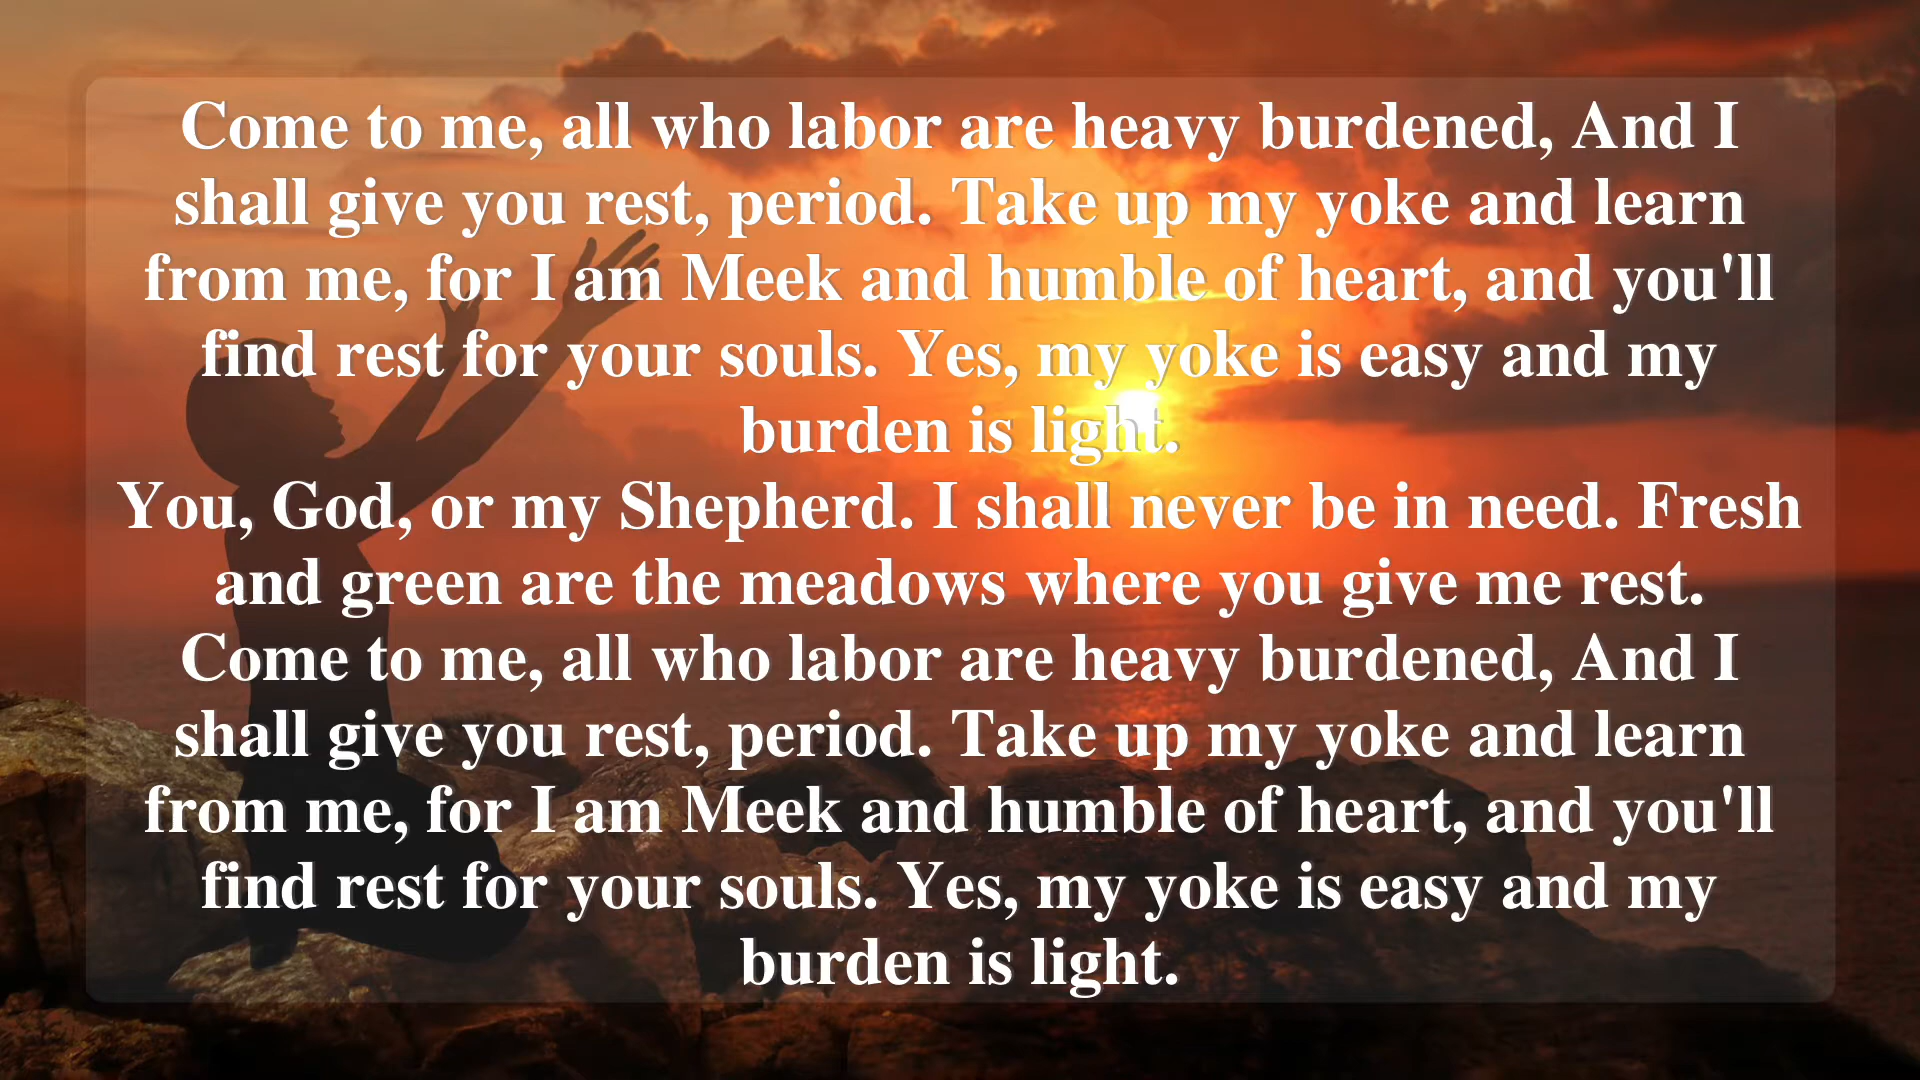 Come to me, all who labor are heavy burdened, And I
shall give you rest, period. Take up my yoke and learn
from me, for I am Meek and humble of heart, and you'll
find rest for your souls. Yes, my yoke is easy and my
burden is light.
You, God, or my Shepherd. I shall never be in need. Fresh
and green are the meadows where you give me rest.
Come to me, all who labor are heavy burdened, And I
shall give you rest, period. Take up my yoke and learn
from me, for I am Meek and humble of heart, and you'll
find rest for your souls. Yes, my yoke is easy and my
burden is light.